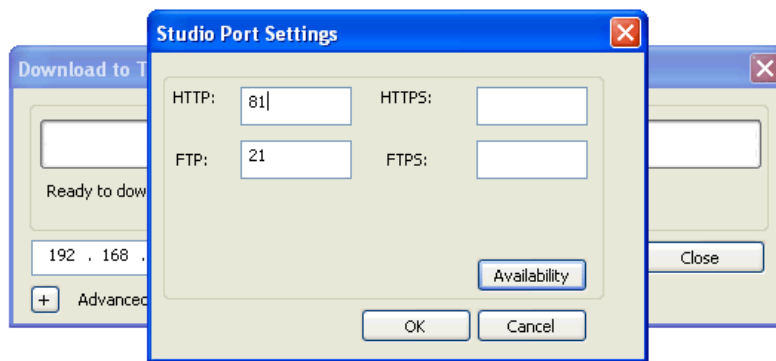 Studio Port Settings
Download to T
HTTP: 81 HTTPS:
FTP: 21 FTPS:
Ready to dow
192 . 168 .
Close
Availability
+ Advanced
OK Cancel